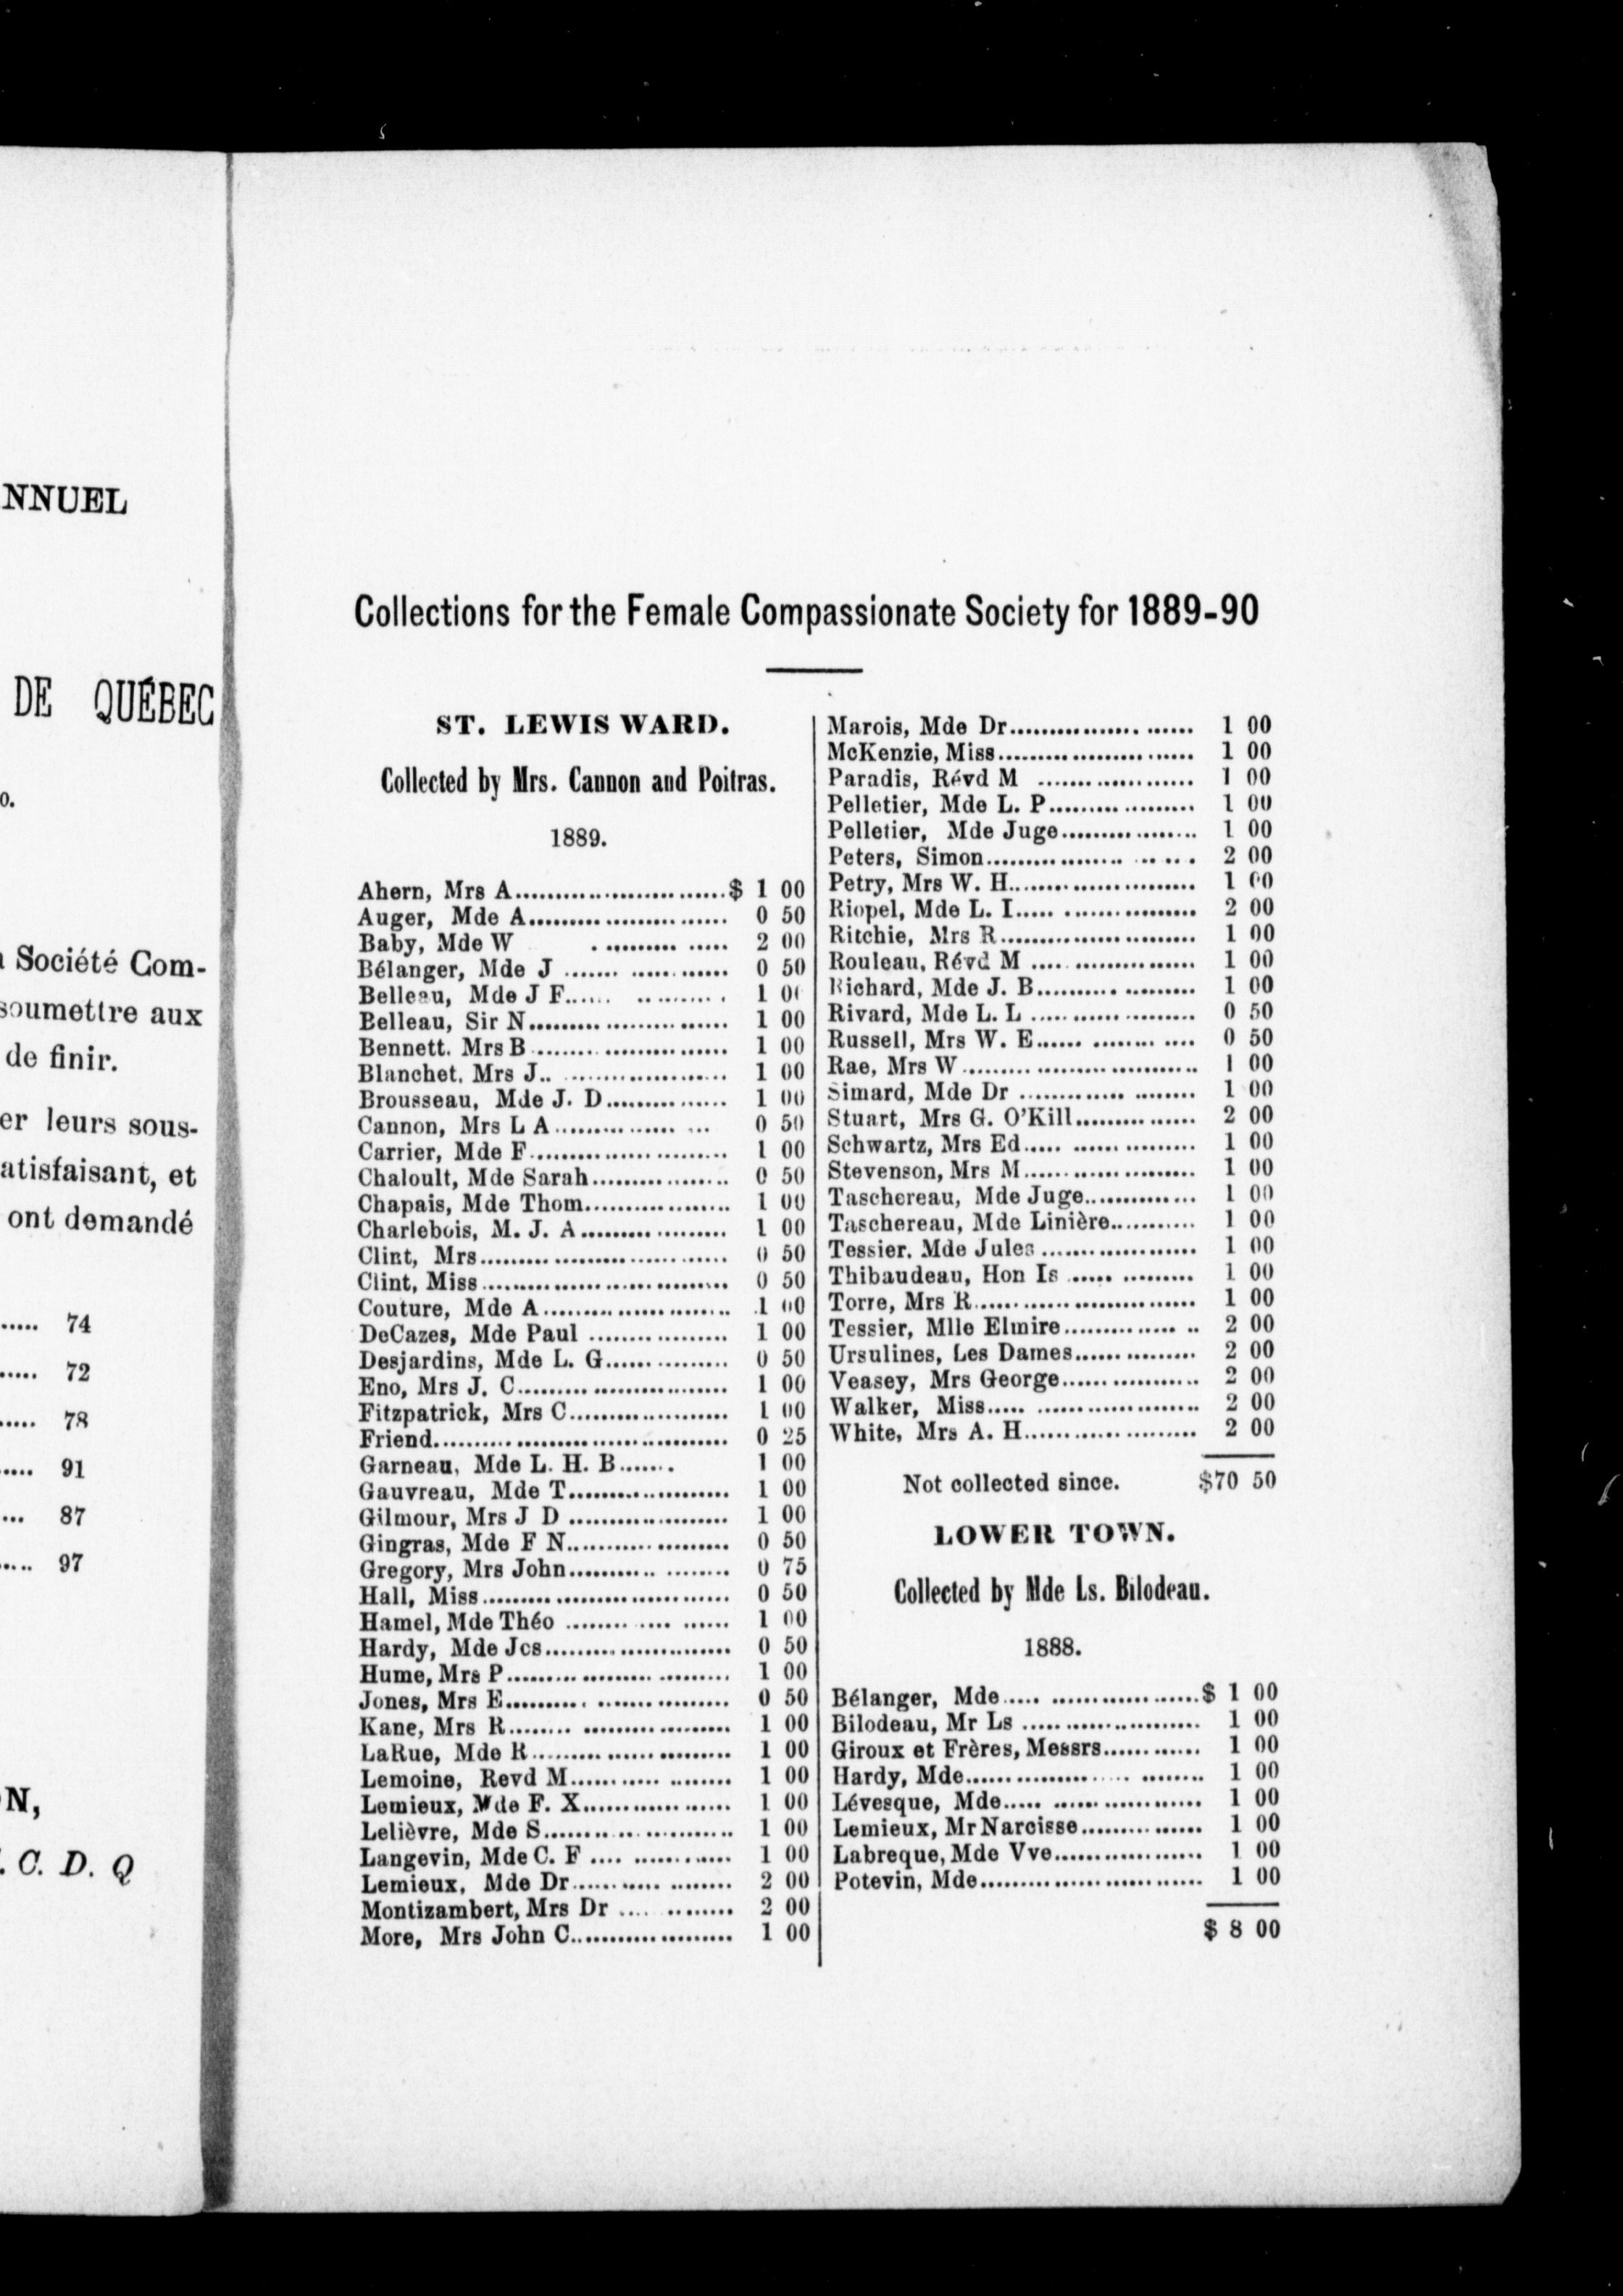 NNUEL
DE QUÉBEC
o.
Société Com-
soumettre aux
de finir.
er leurs sous-
atisfaisant, et
ont demandé
..... 74
..... 72
..... 78
..... 91
... 87
..... 97
N,
. C. D. Q
Collections for the Female Compassionate Society for 1889-90
ST. LEWIS WARD.
Collected by Mrs. Cannon and Poitras.
1889.
Ahern, Mrs A..........................$ 1 00
Auger, Mde A......................... 0 50
Baby, Mde W . ......... ..... 2 00
Bélanger, Mde J ....... ............ 0 50
Belleau, Mde J F...... .......... 1 00
Belleau, Sir N......................... 1 00
Bennett. Mrs B ........................ 1 00
Blanchet. Mrs J.. .................... 1 00
Brousseau, Mde J. D............... 1 00
Cannon, Mrs L A............... ... 0 50
Carrier, Mde F......................... 1 00
Chaloult, Mde Sarah................. 0 50
Chapais, Mde Thom.................. 1 00
Charlebois, M. J. A.................. 1 00
Clint, Mrs............................... 0 50
Clint, Miss............................... 0 50
Couture, Mde A........................ 1 00
DeCazes, Mde Paul .................. 1 00
Desjardins, Mde L. G............... 0 50
Eno, Mrs J. C.......................... 1 00
Fitzpatrick, Mrs C.................... 1 00
Friend..................................... 0 25
Garneau, Mde L. H. B....... 1 00
Gauvreau, Mde T.................... 1 00
Gilmour, Mrs J D .................... 1 00
Gingras, Mde F N.................... 0 50
Gregory, Mrs John........... ........ 0 75
Hall, Miss............................... 0 50
Hamel, Mde Théo ........ .... ...... 1 00
Hardy, Mde Jos....................... 0 50
Hume, Mrs P........................... 1 00
Jones, Mrs E.......... ................ 0 50
Kane, Mrs R........ .................. 1 00
LaRue, Mde R......................... 1 00
Lemoine, Revd M........... ........ 1 00
Lemieux, Mde F. X.................. 1 00
Lelièvre, Mde S....................... 1 00
Langevin, Mde C. F .... ............ 1 00
Lemieux, Mde Dr........... ........ 2 00
Montizambert, Mrs Dr .... ........ 2 00
More, Mrs John C.................... 1 00
Marois, Mde Dr................. ...... 1 00
McKenzie, Miss........................ 1 00
Paradis, Révd M .................... 1 00
Pelletier, Mde L. P.................. 1 00
Pelletier, Mde Juge................. 1 00
Peters, Simon................. ... .. . 2 00
Petry, Mrs W. H....................... 1 00
Riopel, Mde L. I..... ................ 2 00
Ritchie, Mrs R......................... 1 00
Rouleau, Révd M .... ............... 1 00
Richard, Mde J. B.......... ......... 1 00
Rivard, Mde L. L ..................... 0 50
Russell, Mrs W. E...... ........ .... 0 50
Rae, Mrs W............................. 1 00
Simard, Mde Dr ............. ........ 1 00
Stuart, Mrs G. O'Kill............... 2 00
Schwartz, Mrs Ed..... ............... 1 00
Stevenson, Mrs M..................... 1 00
Taschereau, Mde Juge.............. 1 00
Taschereau, Mde Linière........... 1 00
Tessier. Mde Jules .................... 1 00
Thibaudeau, Hon Is ..... ......... 1 00
Torre, Mrs R............................ 1 00
Tessier, Mlle Elmire.............. .. 2 00
Ursulines, Les Dames............... 2 00
Veasey, Mrs George................. 2 00
Walker, Miss..... .................... 2 00
White, Mrs A. H...................... 2 00
Not collected since. $70 50
LOWER TOWN.
Collected by Mde Ls. Bilodeau.
1888.
Bélanger, Mde..... ...................$ 1 00
Bilodeau, Mr Ls ...................... 1 00
Giroux et Frères, Messrs............ 1 00
Hardy, Mde.................... ........ 1 00
Lévesque, Mde..... .................. 1 00
Lemieux, Mr Narcisse............... 1 00
Labreque, Mde Vve.................. 1 00
Potevin, Mde........................... 1 00
$ 8 00